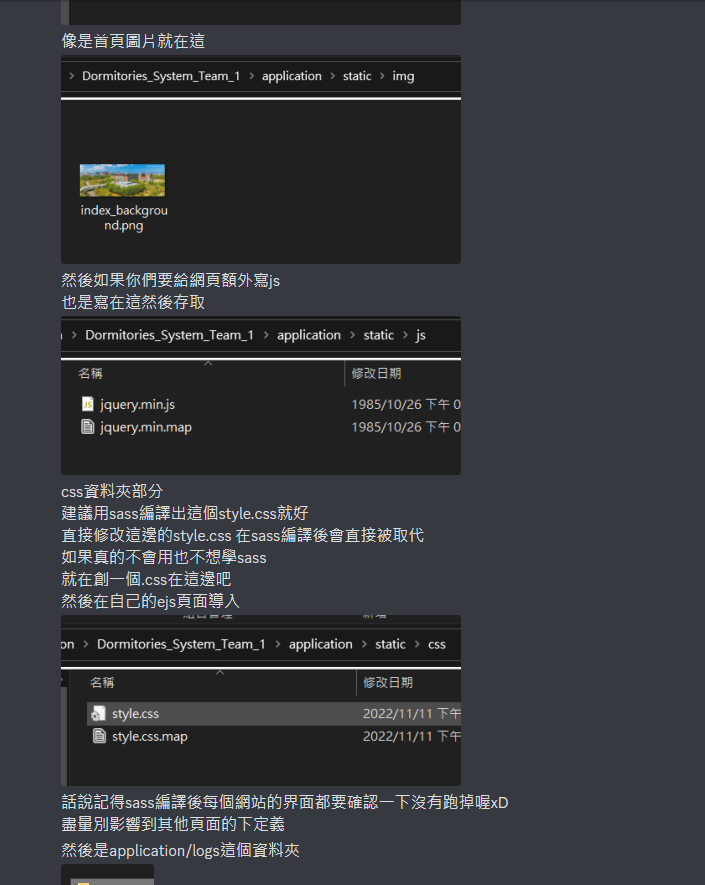 像是首頁圖片就在這
› Dormitories_System_Team_1 › application › static › img
index_backgrou
nd.png
然後如果你們要給網頁額外寫js
也是寫在這然後存取
› Dormitories_System_Team_1 › application › static › js
名稱 修改日期
jquery.min.js 1985/10/26 下午 0
jquery.min.map 1985/10/26 下午 0
css資料夾部分
建議用sass編譯出這個style.css就好
直接修改這邊的style.css 在sass編譯後會直接被取代
如果真的不會用也不想學sass
就在創一個.css在這邊吧
然後在自己的ejs頁面導入
on › Dormitories_System_Team_1 › application › static › css
名稱 修改日期
style.css 2022/11/11 下午
style.css.map 2022/11/11 下午
話說記得sass編譯後每個網站的界面都要確認一下沒有跑掉喔xD
盡量別影響到其他頁面的下定義
然後是application/logs這個資料夾